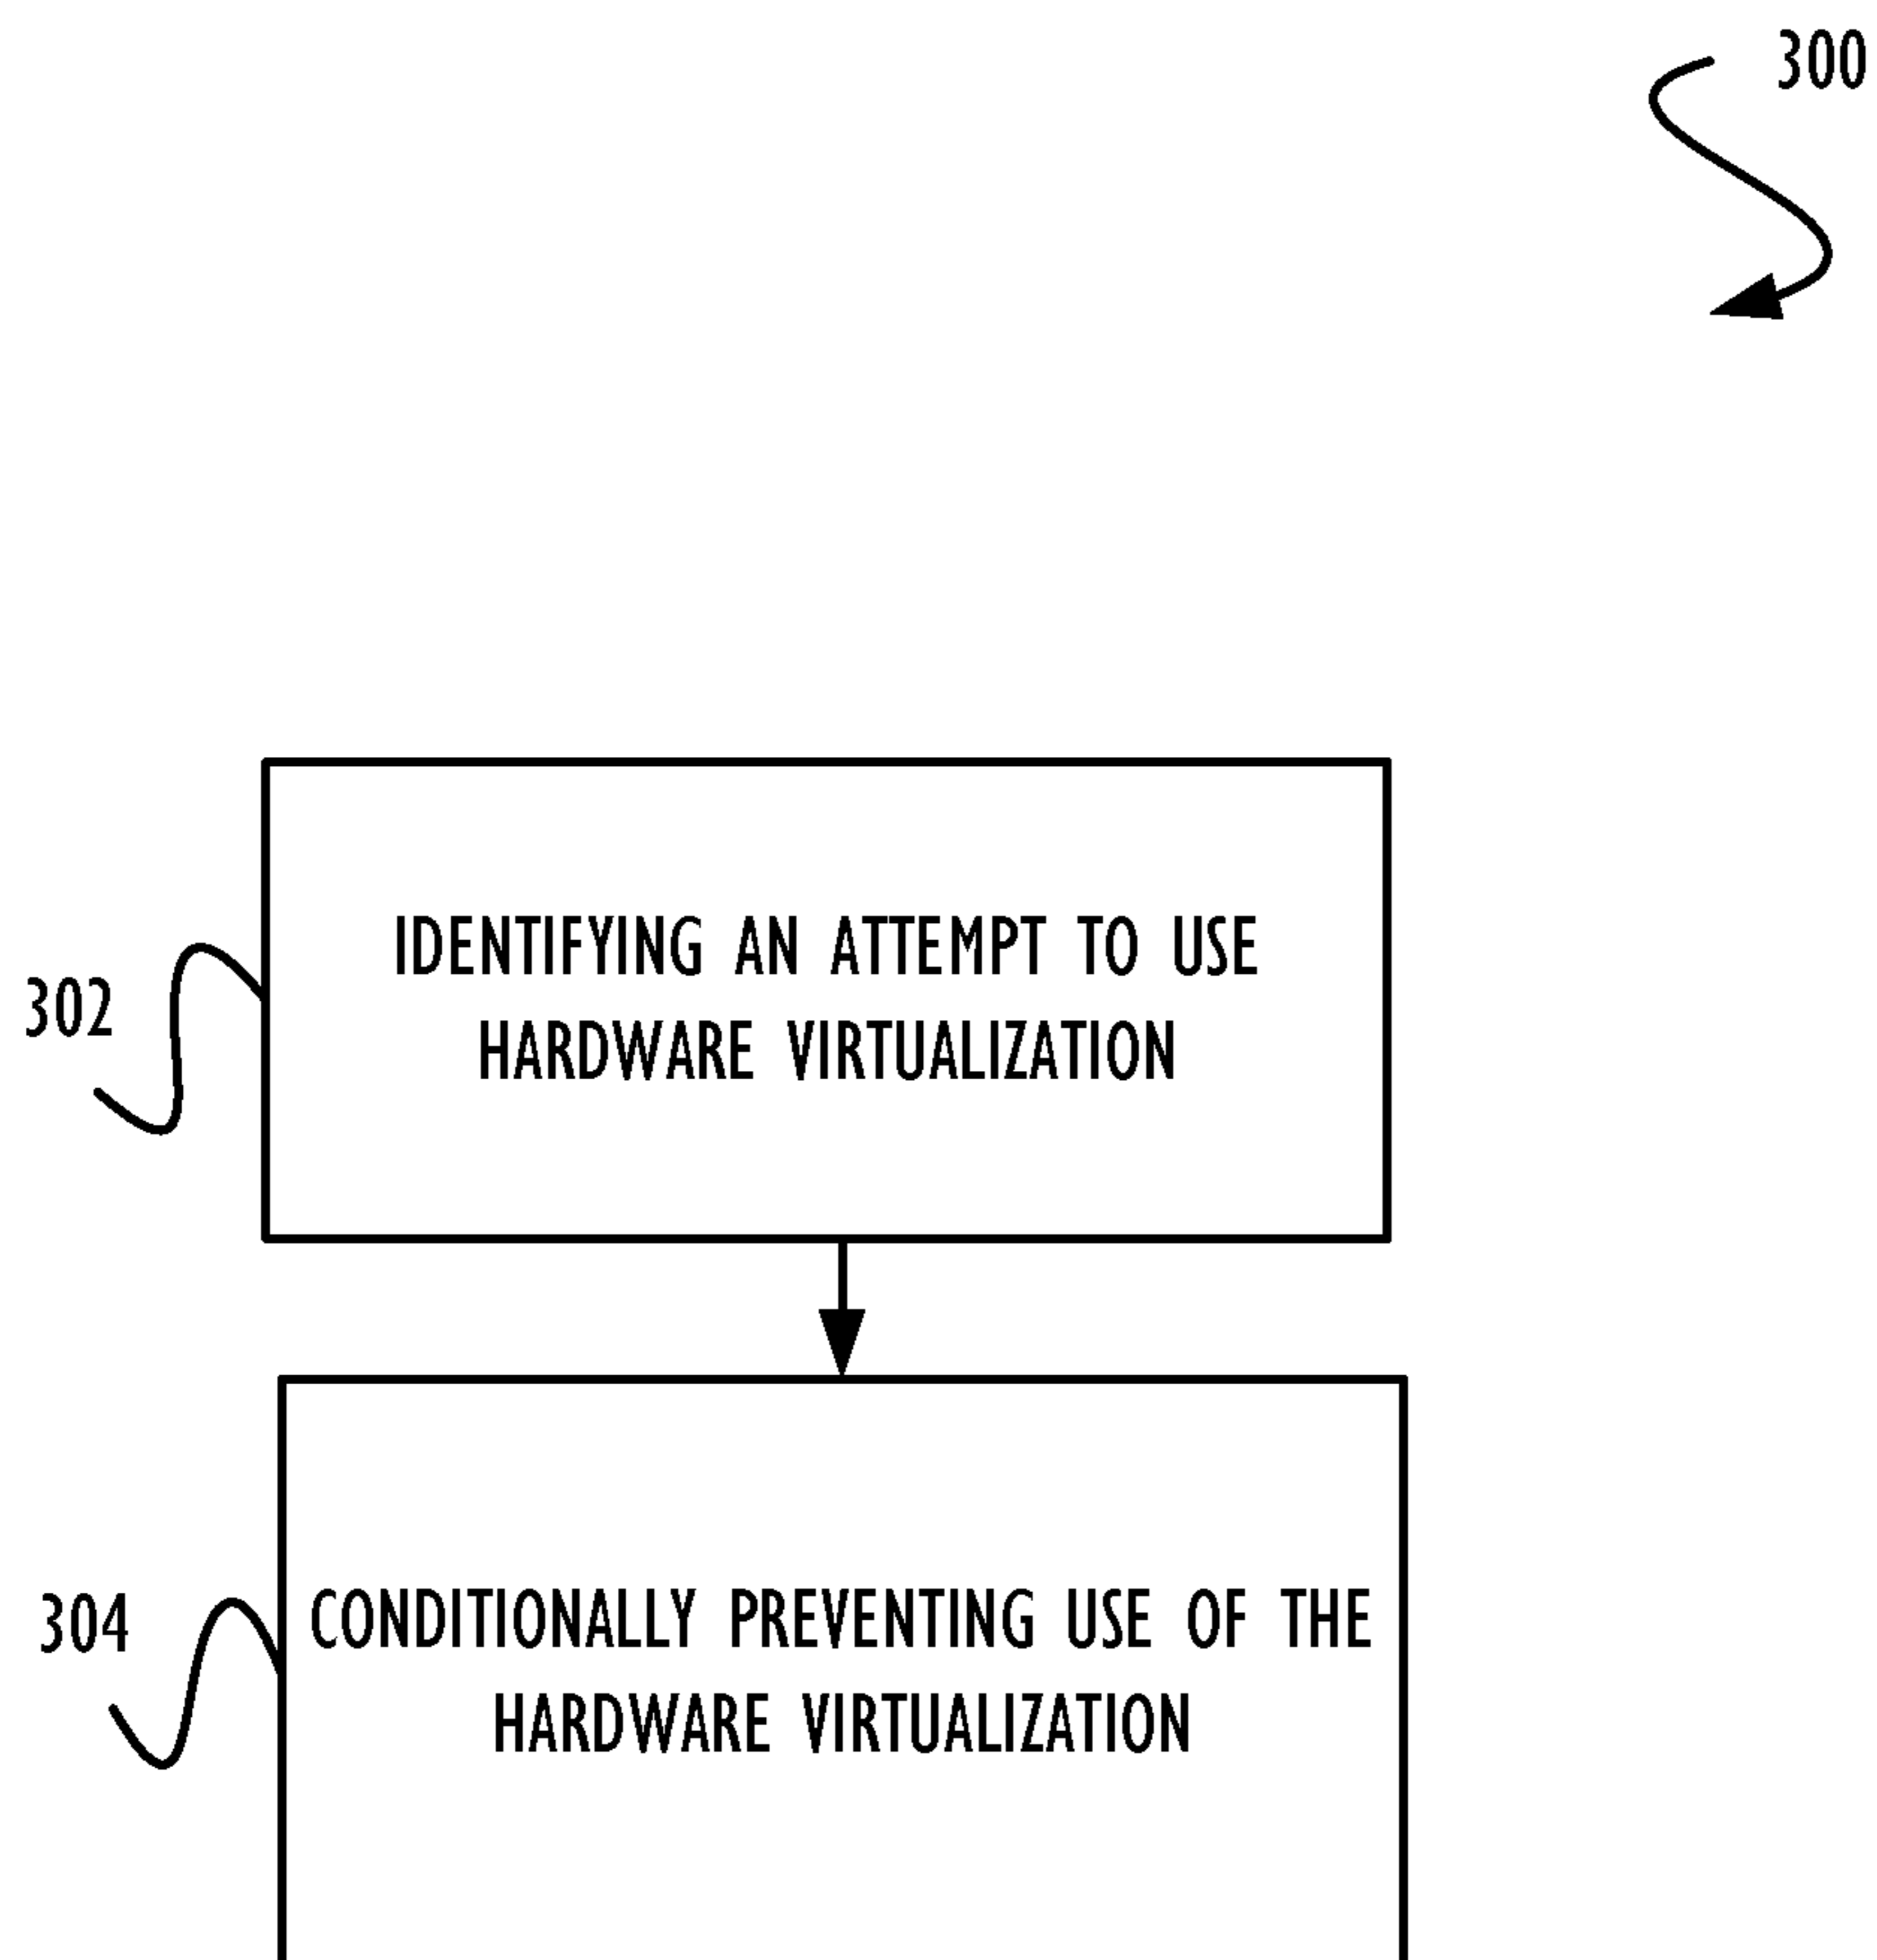 300
IDENTIFYING AN ATTEMPT TO USE
HARDWARE VIRTUALIZATION
302
CONDITIONALLY PREVENTING USE OF THE
HARDWARE VIRTUALIZATION
304